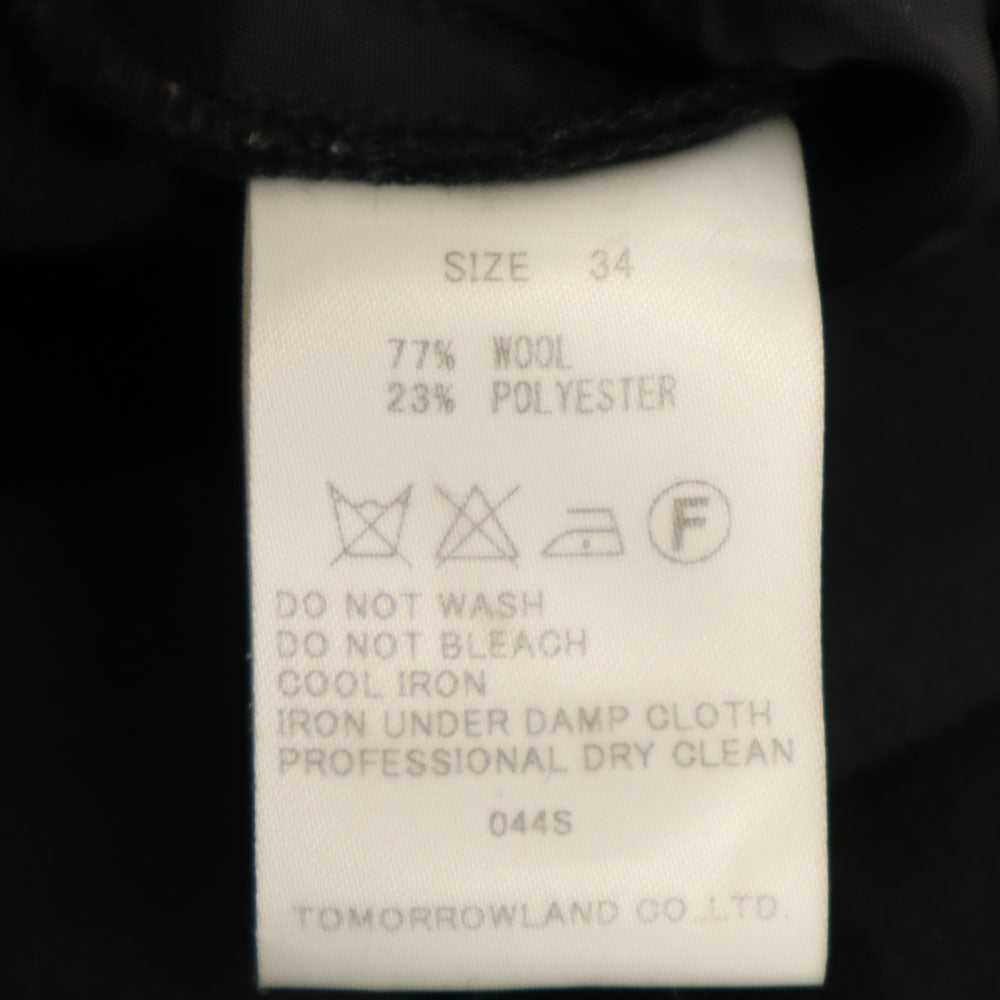 SIZE 34
77% WOOL
23% POLYESTER
F
DO NOT WASH
DO NOT BLEACH
COOL IRON
IRON UNDER DAMP CLOTH
PROFESSIONAL DRY CLEAN
044S
TOMORROWLAND CO.,LTD.